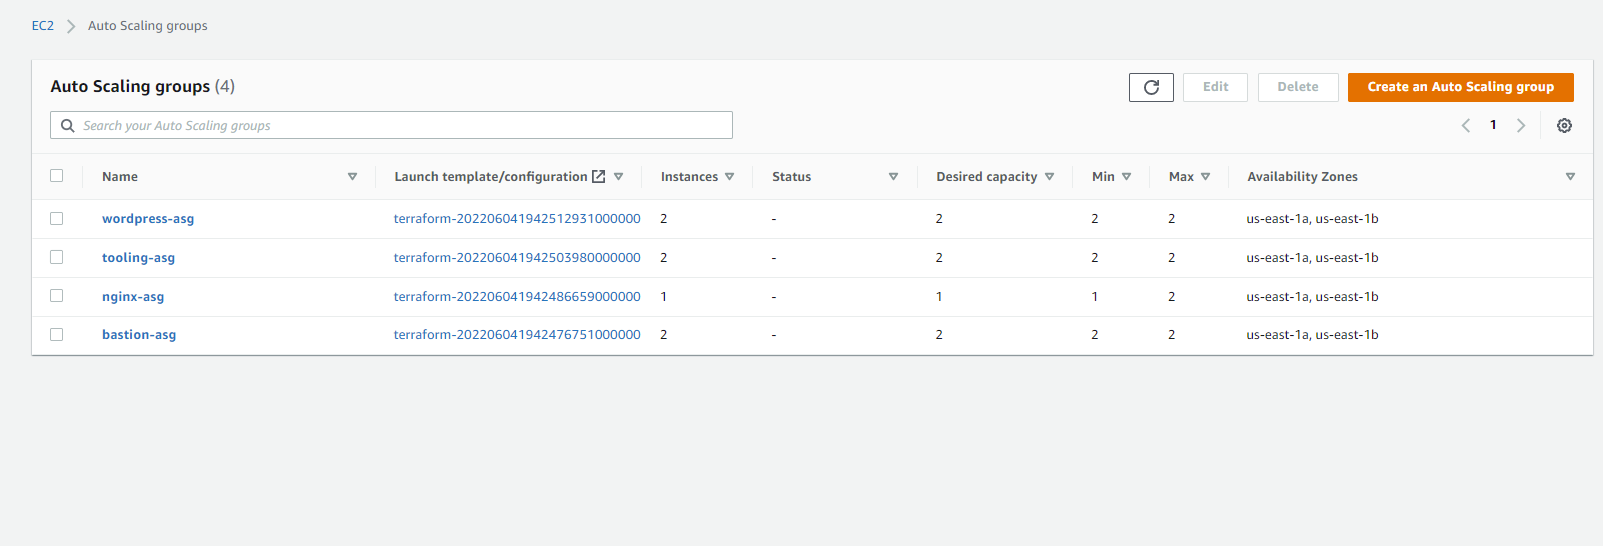 EC2 Auto Scaling groups
Auto Scaling groups (4) Edit Delete Create an Auto Scaling group
Search your Auto Scaling groups 1
Name Launch template/configuration Instances Status Desired capacity Min Max Availability Zones
wordpress-asg terraform-202206041942512931000000 2 - 2 2 2 us-east-1a, us-east-1b
tooling-asg terraform-202206041942503980000000 2 - 2 2 2 us-east-1a, us-east-1b
nginx-asg terraform-202206041942486659000000 1 - 1 1 2 us-east-1a, us-east-1b
bastion-asg terraform-202206041942476751000000 2 - 2 2 2 us-east-1a, us-east-1b